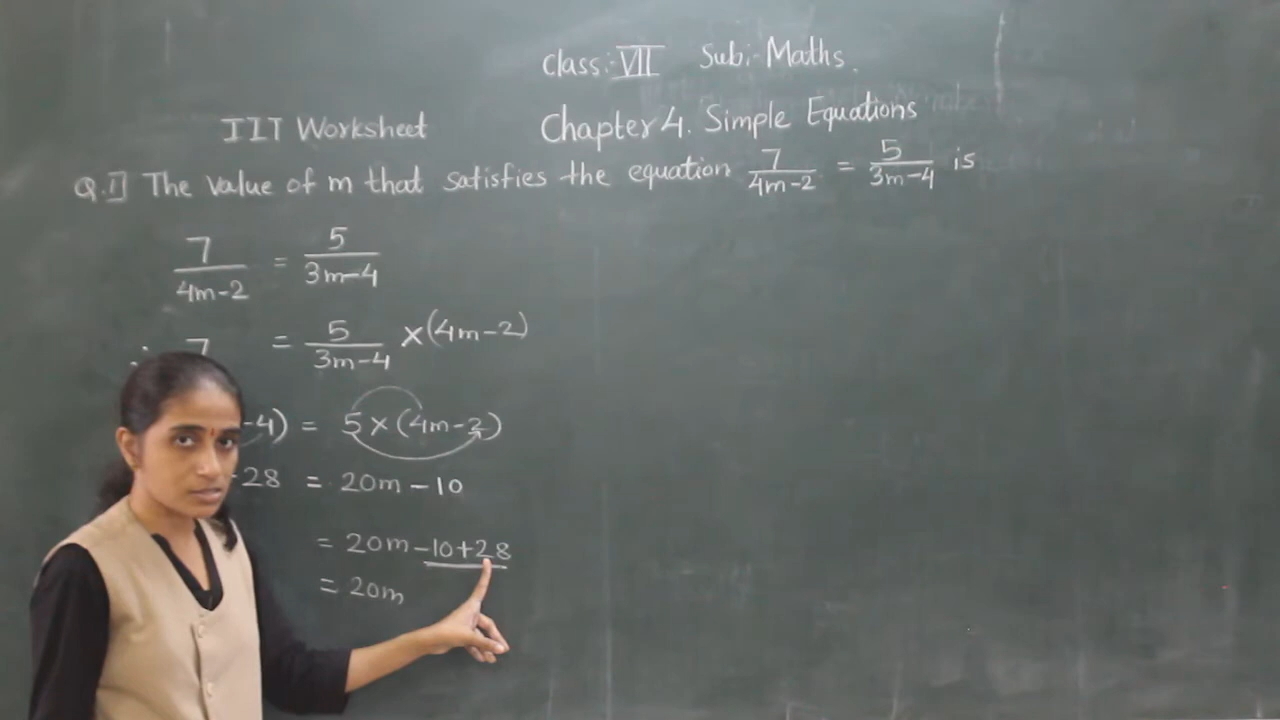 Class:- VII Sub:- Maths.
IIT Worksheet Chapter 4. Simple Equations
Q.1] The value of m that satisfies the equation 7/(4m-2) = 5/(3m-4) is
7/(4m-2) = 5/(3m-4)
∴ 7 = 5/(3m-4) ×(4m-2)
-4) = 5×(4m-2)
-28 = 20m-10
= 20m-10+28
= 20m